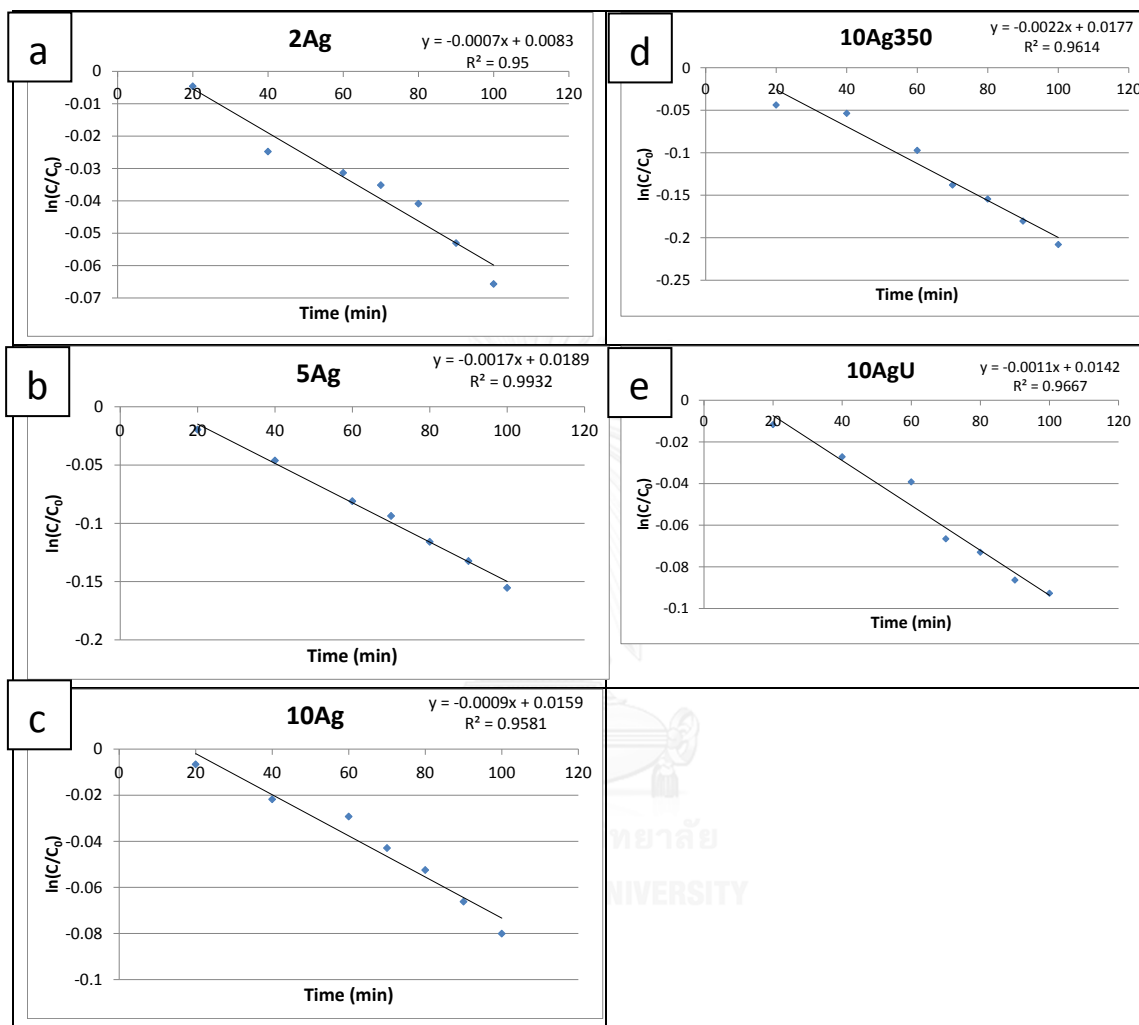 a
2Ag
y = -0.0007x + 0.0083
R² = 0.95
0
-0.01
-0.02
-0.03
-0.04
-0.05
-0.06
-0.07
0 20 40 60 80 100 120
ln(C/C₀)
Time (min)
d
10Ag350
y = -0.0022x + 0.0177
R² = 0.9614
0
-0.05
-0.1
-0.15
-0.2
-0.25
0 20 40 60 80 100 120
ln(C/C₀)
Time (min)
b
5Ag
y = -0.0017x + 0.0189
R² = 0.9932
0
-0.05
-0.1
-0.15
-0.2
0 20 40 60 80 100 120
ln(C/C₀)
Time (min)
e
10AgU
y = -0.0011x + 0.0142
R² = 0.9667
0
-0.02
-0.04
-0.06
-0.08
-0.1
0 20 40 60 80 100 120
ln(C/C₀)
Time (min)
c
10Ag
y = -0.0009x + 0.0159
R² = 0.9581
0
-0.02
-0.04
-0.06
-0.08
-0.1
0 20 40 60 80 100 120
ln(C/C₀)
Time (min)
ทยาลัย
NIVERSITY